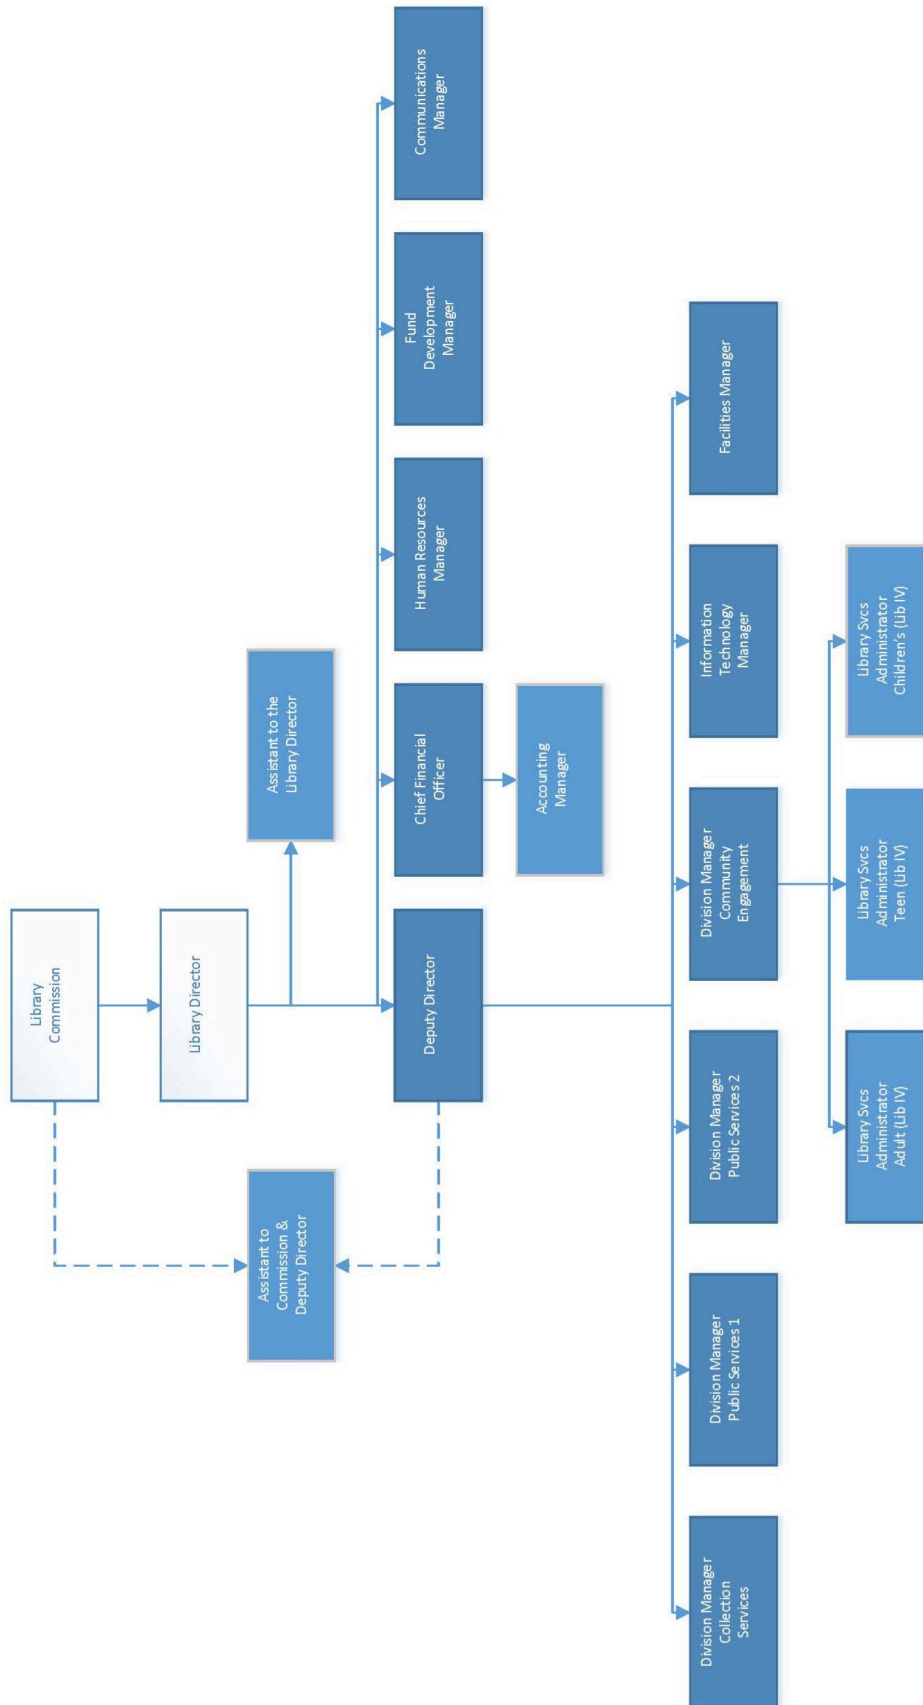 Library
Commission
Library Director
Assistant to
Commission &
Deputy Director
Assistant to the
Library Director
Deputy Director
Chief Financial
Officer
Human Resources
Manager
Fund
Development
Manager
Communications
Manager
Accounting
Manager
Division Manager
Collection
Services
Division Manager
Public Services 1
Division Manager
Public Services 2
Division Manager
Community
Engagement
Information
Technology
Manager
Facilities Manager
Library Svcs
Administrator
Adult (Lib IV)
Library Svcs
Administrator
Teen (Lib IV)
Library Svcs
Administrator
Children's (Lib IV)